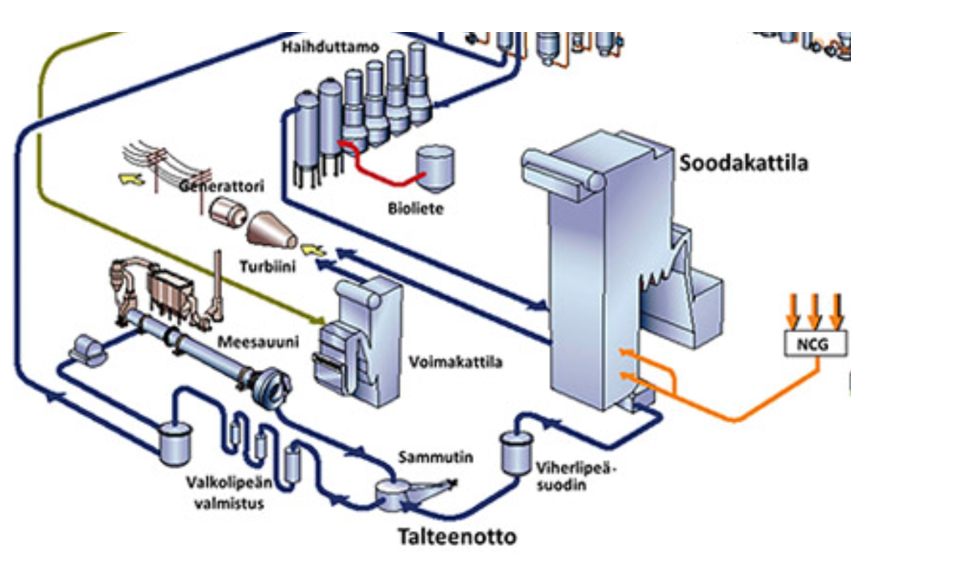 Haihduttamo
Soodakattila
Generattori
Bioliete
Turbiini
Meesauuni
NCG
Voimakattila
Sammutin
Viherlipeä-
suodin
Valkolipeän
valmistus
Talteenotto